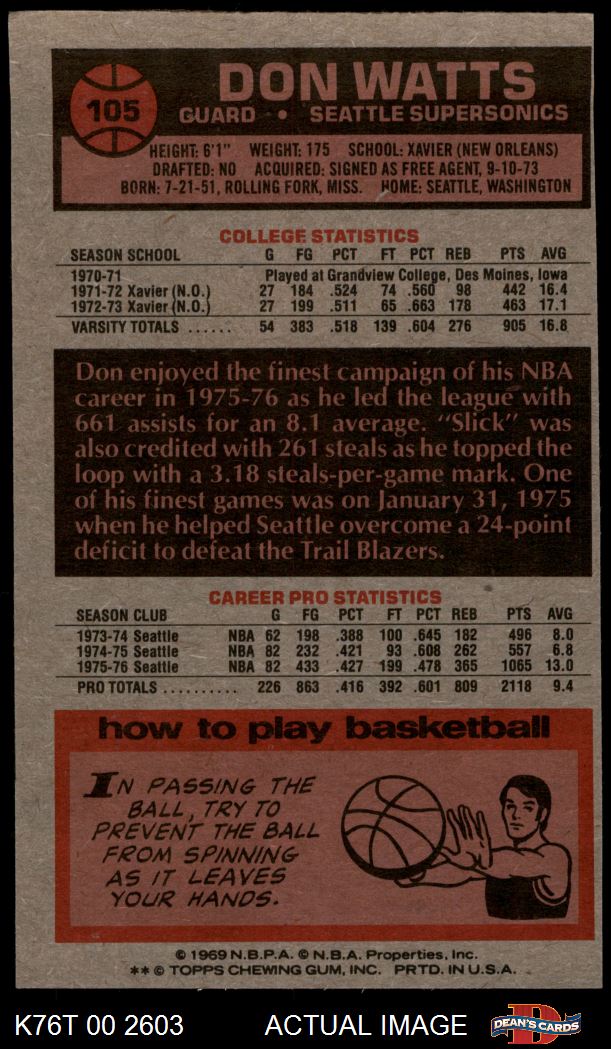 105
DON WATTS
GUARD • SEATTLE SUPERSONICS
HEIGHT: 6'1" WEIGHT: 175 SCHOOL: XAVIER (NEW ORLEANS)
DRAFTED: NO ACQUIRED: SIGNED AS FREE AGENT, 9-10-73
BORN: 7-21-51, ROLLING FORK, MISS. HOME: SEATTLE, WASHINGTON
COLLEGE STATISTICS
SEASON SCHOOL G FG PCT FT PCT REB PTS AVG
1970-71 Played at Grandview College, Des Moines, Iowa
1971-72 Xavier (N.O.) 27 184 .524 74 .560 98 442 16.4
1972-73 Xavier (N.O.) 27 199 .511 65 .663 178 463 17.1
VARSITY TOTALS ...... 54 383 .518 139 .604 276 905 16.8
Don enjoyed the finest campaign of his NBA
career in 1975-76 as he led the league with
661 assists for an 8.1 average. "Slick" was
also credited with 261 steals as he topped the
loop with a 3.18 steals-per-game mark. One
of his finest games was on January 31, 1975
when he helped Seattle overcome a 24-point
deficit to defeat the Trail Blazers.
CAREER PRO STATISTICS
SEASON CLUB G FG PCT FT PCT REB PTS AVG
1973-74 Seattle NBA 62 198 .388 100 .645 182 496 8.0
1974-75 Seattle NBA 82 232 .421 93 .608 262 557 6.8
1975-76 Seattle NBA 82 433 .427 199 .478 365 1065 13.0
PRO TOTALS .......... 226 863 .416 392 .601 809 2118 9.4
how to play basketball
IN PASSING THE
BALL, TRY TO
PREVENT THE BALL
FROM SPINNING
AS IT LEAVES
YOUR HANDS.
© 1969 N.B.P.A. © N.B.A. Properties, Inc.
** © TOPPS CHEWING GUM, INC. PRTD. IN U.S.A.
K76T 00 2603 ACTUAL IMAGE D DEAN'S CARDS